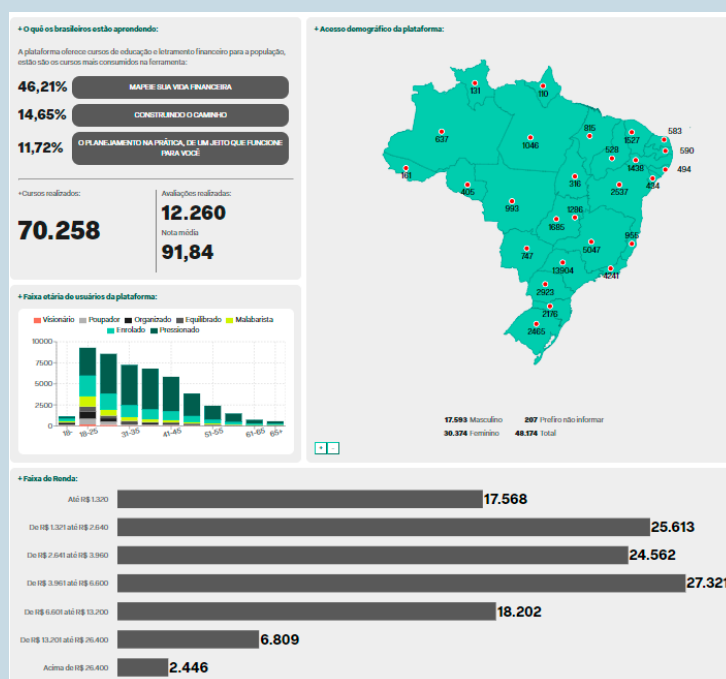 + O quê os brasileiros estão aprendendo:
A plataforma oferece cursos de educação e letramento financeiro para a população,
estão são os cursos mais consumidos na ferramenta:
46,21% MAPEIE SUA VIDA FINANCEIRA
14,65% CONSTRUINDO O CAMINHO
11,72% O PLANEJAMENTO NA PRÁTICA, DE UM JEITO QUE FUNCIONE
PARA VOCÊ
+Cursos realizados:
70.258
Avaliações realizadas:
12.260
Nota média
91,84
+ Faixa etária de usuários da plataforma:
Visionário Poupador Organizado Equilibrado Malabarista
Enrolado Pressionado
10000
7500
5000
2500
0
18- 18-25 31-35 41-45 51-55 61-65 65+
+ Acesso demográfico da plataforma:
131
110
637
1046
815
1527
583
528
590
161
1438
494
405
316
2537
484
993
1286
1685
955
747
5047
13904
4241
2923
2176
2465
17.593 Masculino 207 Prefiro não informar
30.374 Feminino 48.174 Total
+ -
+ Faixa de Renda:
Até R$ 1.320 17.568
De R$ 1.321 até R$ 2.640 25.613
De R$ 2.641 até R$ 3.960 24.562
De R$ 3.961 até R$ 6.600 27.321
De R$ 6.601 até R$ 13.200 18.202
De R$ 13.201 até R$ 26.400 6.809
Acima de R$ 26.400 2.446